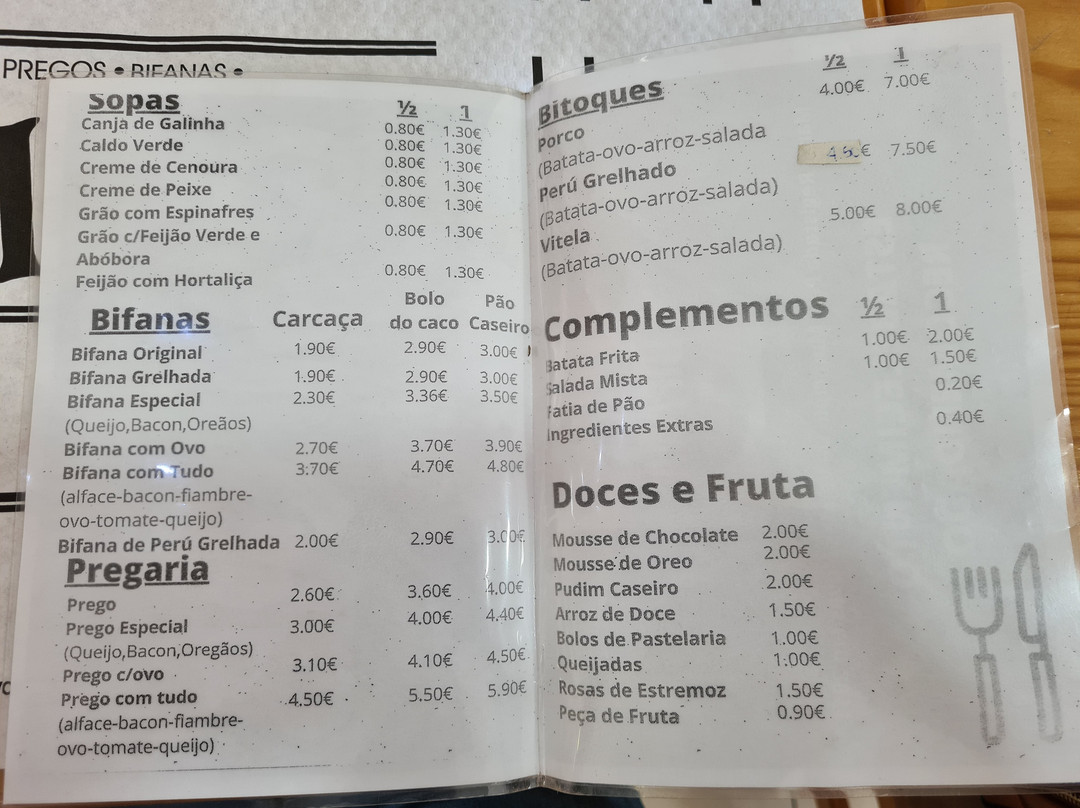 PREGOS • BIFANAS •
Sopas ½ 1
Canja de Galinha 0.80€ 1.30€
Caldo Verde 0.80€ 1.30€
Creme de Cenoura 0.80€ 1.30€
Creme de Peixe 0.80€ 1.30€
Grão com Espinafres 0.80€ 1.30€
Grão c/Feijão Verde e 0.80€ 1.30€
Abóbora
Feijão com Hortaliça 0.80€ 1.30€
Bifanas Carcaça Bolo do caco Pão Caseiro
Bifana Original 1.90€ 2.90€ 3.00€
Bifana Grelhada 1.90€ 2.90€ 3.00€
Bifana Especial 2.30€ 3.36€ 3.50€
(Queijo,Bacon,Oreãos)
Bifana com Ovo 2.70€ 3.70€ 3.90€
Bifana com Tudo 3.70€ 4.70€ 4.80€
(alface-bacon-fiambre-
ovo-tomate-queijo)
Bifana de Perú Grelhada 2.00€ 2.90€ 3.00€
Pregaria
Prego 2.60€ 3.60€ 4.00€
Prego Especial 3.00€ 4.00€ 4.40€
(Queijo,Bacon,Oregãos)
Prego c/ovo 3.10€ 4.10€ 4.50€
Prego com tudo 4.50€ 5.50€ 5.90€
(alface-bacon-fiambre-
ovo-tomate-queijo)
Bitoques ½ 1
Porco 4.00€ 7.00€
(Batata-ovo-arroz-salada
Perú Grelhado 4.50€ 7.50€
(Batata-ovo-arroz-salada)
Vitela 5.00€ 8.00€
(Batata-ovo-arroz-salada)
Complementos ½ 1
Batata Frita 1.00€ 2.00€
Salada Mista 1.00€ 1.50€
Fatia de Pão 0.20€
Ingredientes Extras 0.40€
Doces e Fruta
Mousse de Chocolate 2.00€
Mousse de Oreo 2.00€
Pudim Caseiro 2.00€
Arroz de Doce 1.50€
Bolos de Pastelaria 1.00€
Queijadas 1.00€
Rosas de Estremoz 1.50€
Peça de Fruta 0.90€